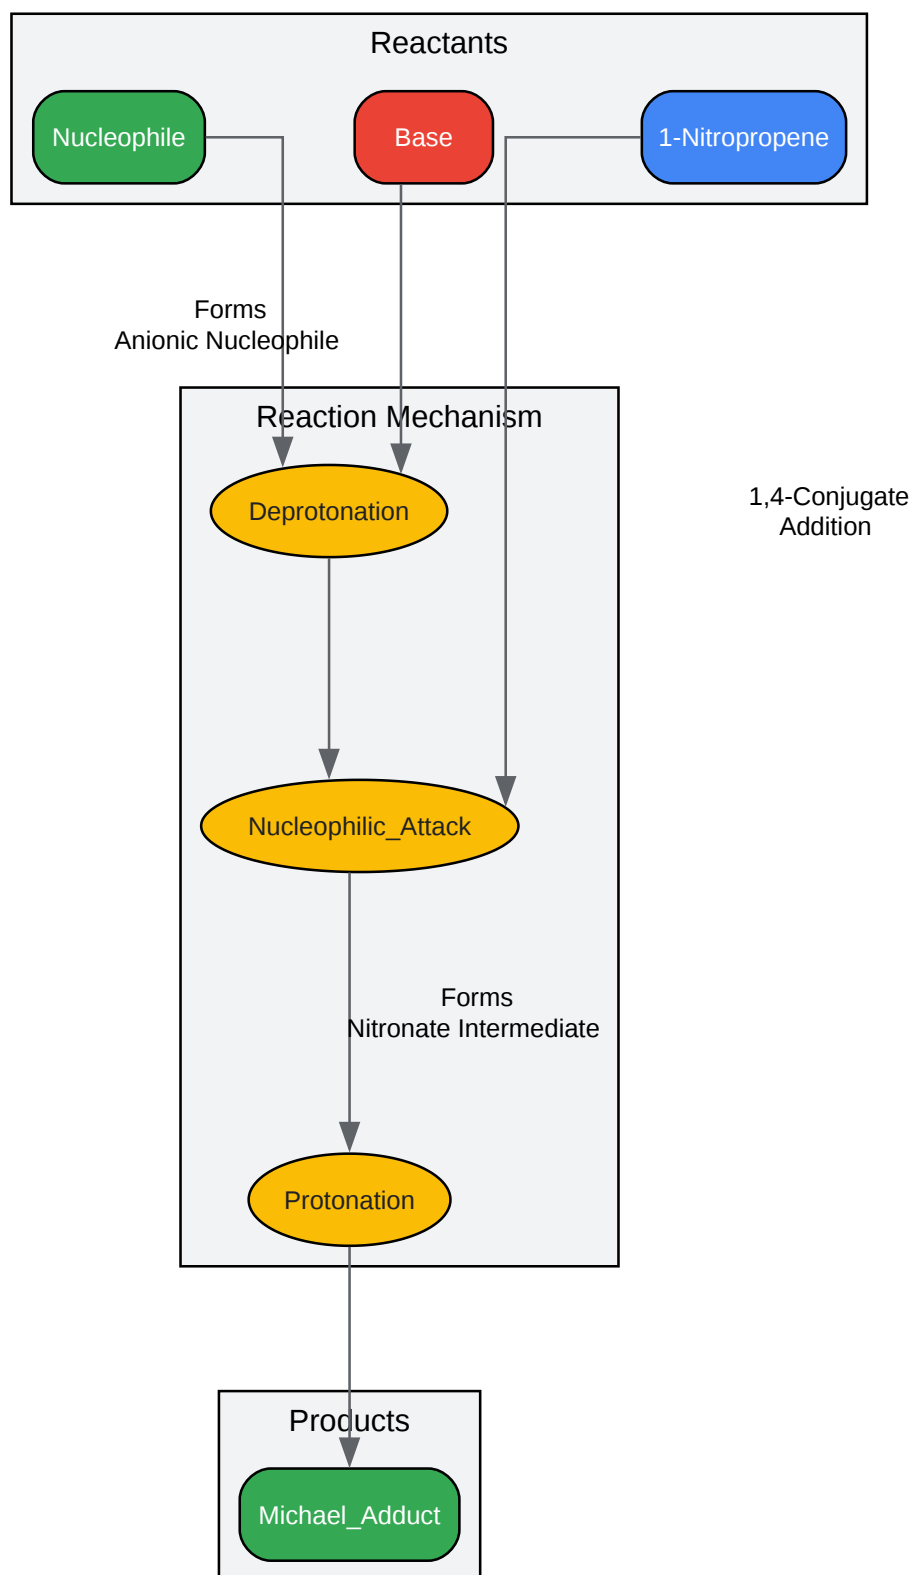 Reactants
Nucleophile
Base
1-Nitropropene
Forms
Anionic Nucleophile
Reaction Mechanism
Deprotonation
1,4-Conjugate
Addition
Nucleophilic_Attack
Forms
Nitronate Intermediate
Protonation
Products
Michael_Adduct